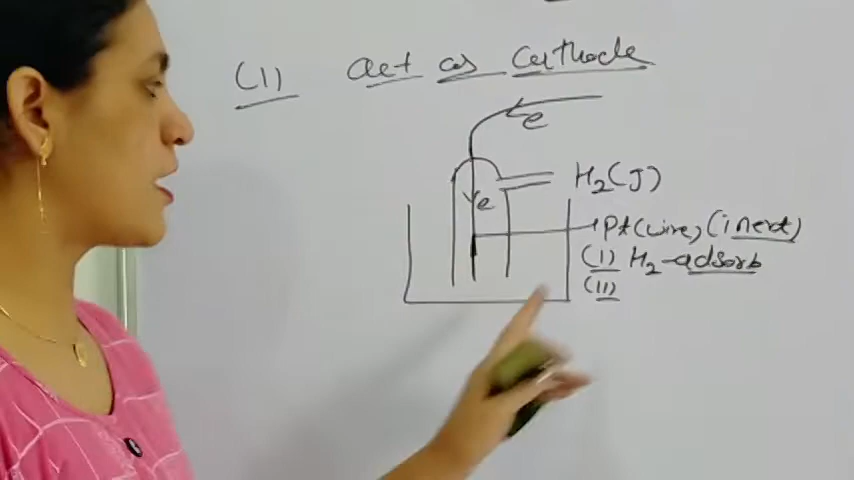 (1) act as Cathode
e
H2(g)
e
Pt(wire)(inert)
(I) H2-adsorb
(II)